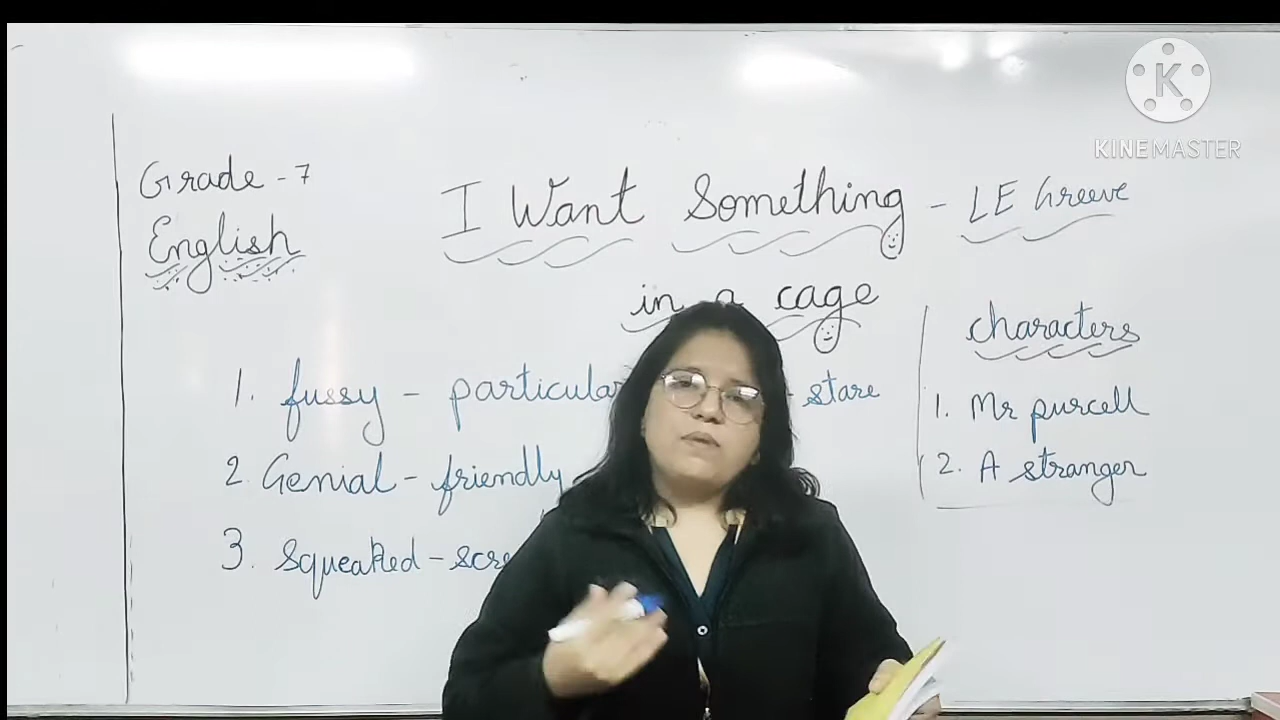 KINEMASTER
Grade - 7
English
I Want Something - LE Greeve
in a cage
characters
1. Mr purcell
2. A stranger
1. fussy - particular - stare
2. Genial - friendly
3. Squeaked -